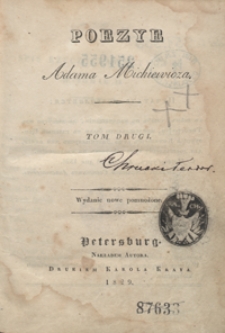 POEZYE
Adama Mickiewicza.
TOM DRUGI.
Wydanie nowe pomnożone.
Petersburg.
NAKŁADEM AUTORA.
DRUKIEM KAROLA KRAYA
1829.
87633